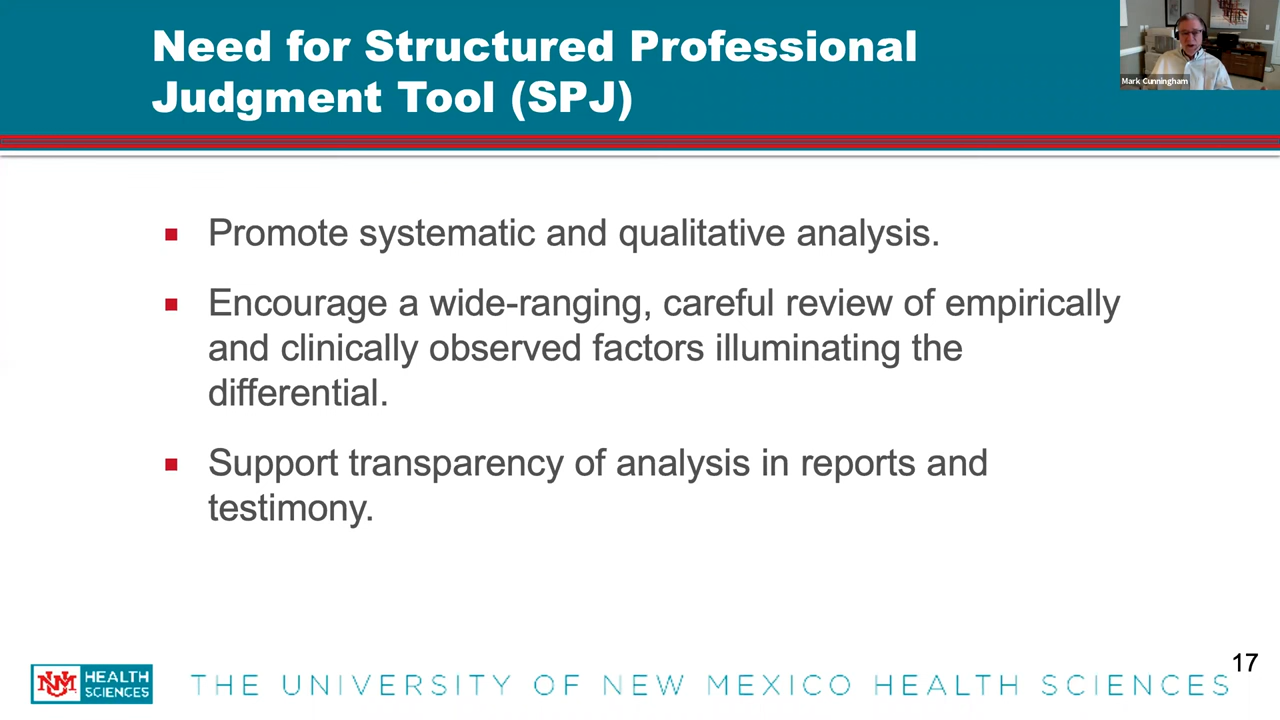 Need for Structured Professional
Judgment Tool (SPJ)
Mark Cunningham
Promote systematic and qualitative analysis.
Encourage a wide-ranging, careful review of empirically
and clinically observed factors illuminating the
differential.
Support transparency of analysis in reports and
testimony.
17
UNM HEALTH
SCIENCES
THE UNIVERSITY OF NEW MEXICO HEALTH SCIENCES